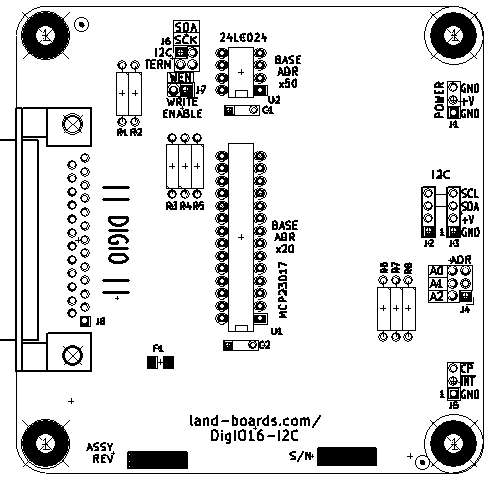 SDA
SCK
J6
I2C
TERM
WEN
J7
WRITE
ENABLE
24LC024
BASE
ADR
x50
U2
C1
R1 R2
R3 R4 R5
POWER
GND
+V
GND
J1
DIGIO
J8
BASE
ADR
x20
MCP23017
U1
C2
F1
I2C
SCL
SDA
+V
1 GND
J2 J3
ADR
A0
A1
A2
J4
R6 R7 R8
CP
INT
1 GND
J5
land-boards.com/
DigIO16-I2C
ASSY
REV
S/N